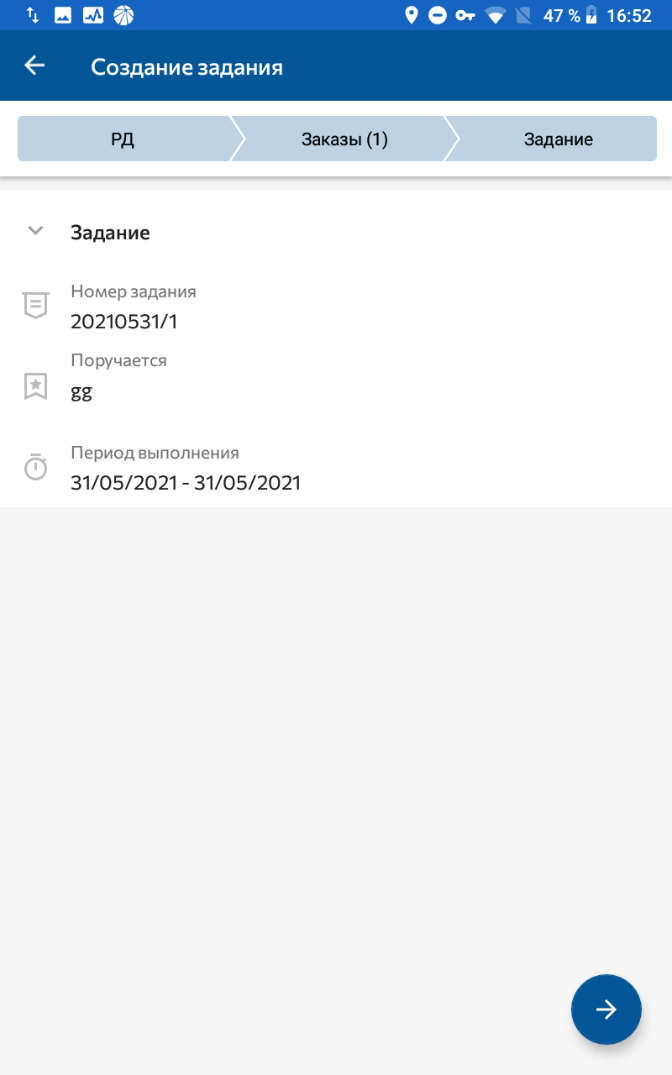 47 % 16:52
Создание задания
РД Заказы (1) Задание
Задание
Номер задания
20210531/1
Поручается
gg
Период выполнения
31/05/2021 - 31/05/2021